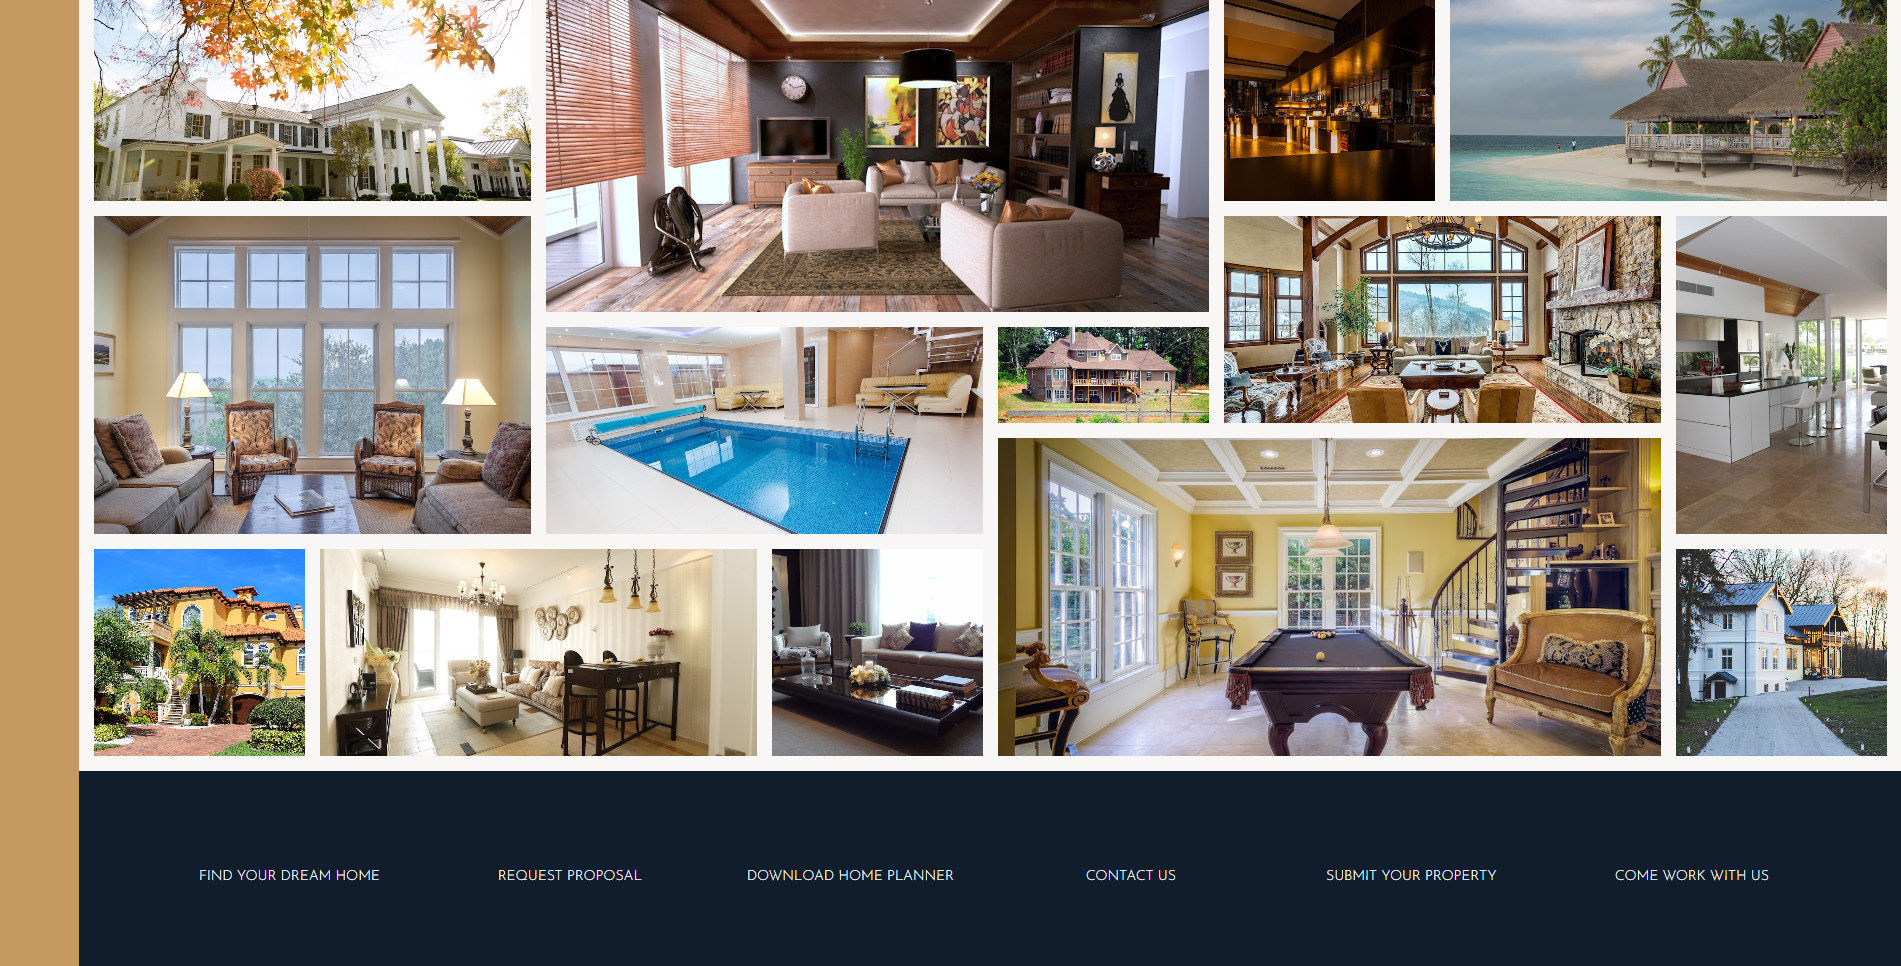 FIND YOUR DREAM HOME
REQUEST PROPOSAL
DOWNLOAD HOME PLANNER
CONTACT US
SUBMIT YOUR PROPERTY
COME WORK WITH US